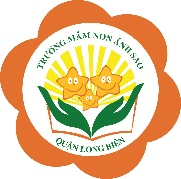 TRƯỜNG MẦM NON ÁNH SAO
QUẬN LONG BIÊN